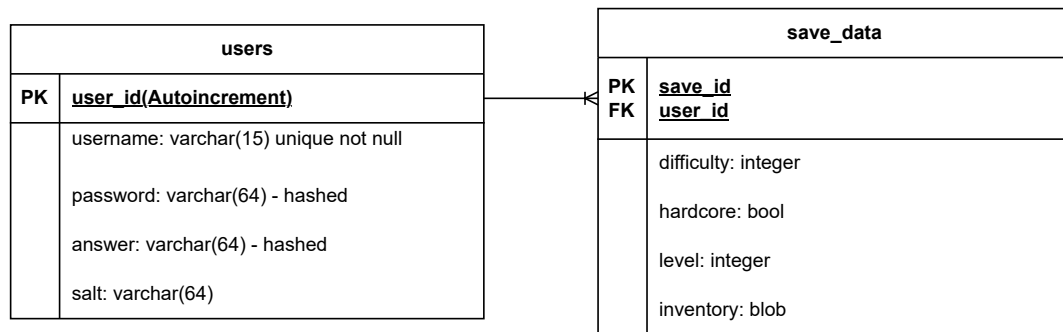 users
PK user_id(Autoincrement)
username: varchar(15) unique not null
password: varchar(64) - hashed
answer: varchar(64) - hashed
salt: varchar(64)
save_data
PK save_id
FK user_id
difficulty: integer
hardcore: bool
level: integer
inventory: blob